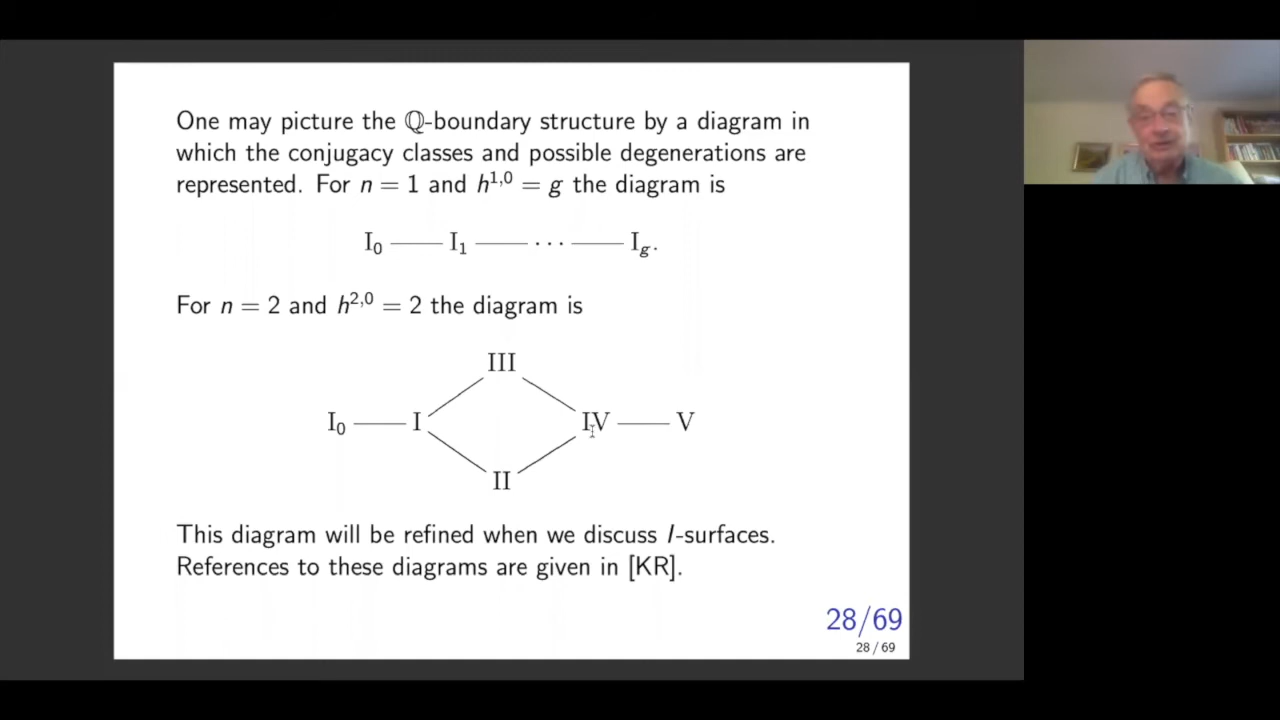 One may picture the ℚ-boundary structure by a diagram in
which the conjugacy classes and possible degenerations are
represented. For n = 1 and h^{1,0} = g the diagram is
I₀ —— I₁ —— ··· —— I_g.
For n = 2 and h^{2,0} = 2 the diagram is
III
I₀ —— I IV —— V
II
This diagram will be refined when we discuss I-surfaces.
References to these diagrams are given in [KR].
28/69
28 / 69